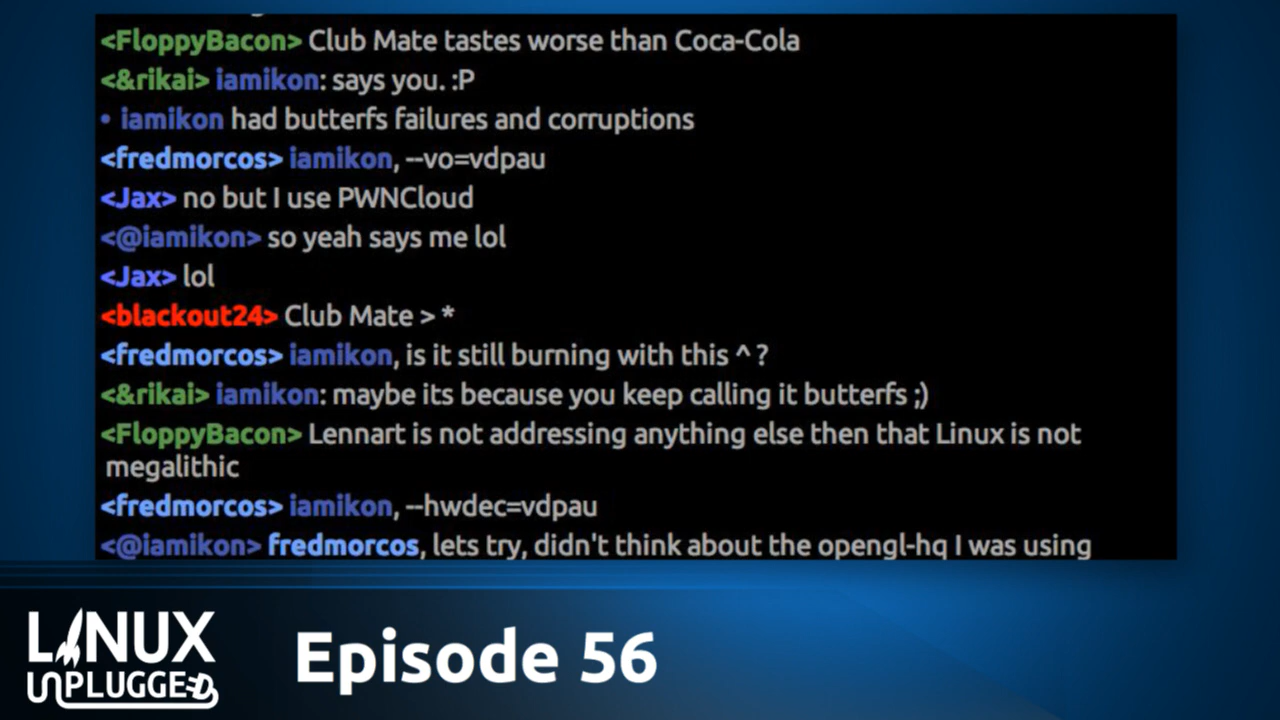 <FloppyBacon> Club Mate tastes worse than Coca-Cola
<&rikai> iamikon: says you. :P
• iamikon had butterfs failures and corruptions
<fredmorcos> iamikon, --vo=vdpau
<Jax> no but I use PWNCloud
<@iamikon> so yeah says me lol
<Jax> lol
<blackout24> Club Mate > *
<fredmorcos> iamikon, is it still burning with this ^ ?
<&rikai> iamikon: maybe its because you keep calling it butterfs ;)
<FloppyBacon> Lennart is not addressing anything else then that Linux is not
megalithic
<fredmorcos> iamikon, --hwdec=vdpau
<@iamikon> fredmorcos, lets try, didn't think about the opengl-hq I was using
LINUX
UNPLUGGED
Episode 56